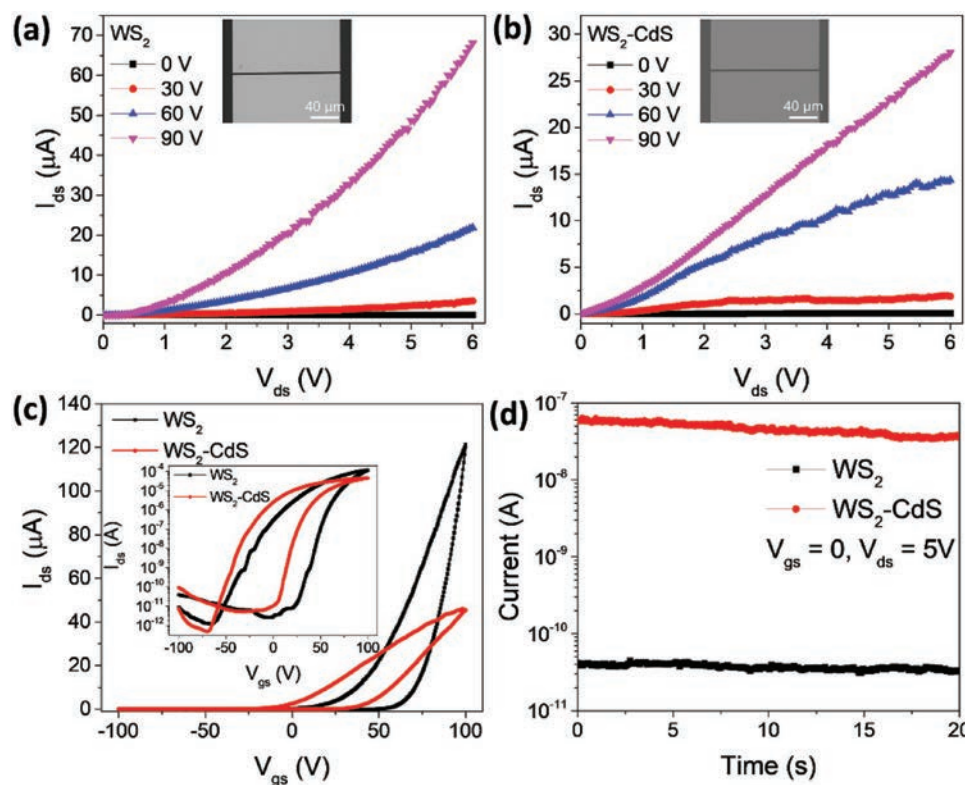 (a)
WS2
0 V
30 V
60 V
90 V
40 μm
70
60
50
40
30
20
10
0
Ids (μA)
0 1 2 3 4 5 6
Vds (V)
(b)
WS2-CdS
0 V
30 V
60 V
90 V
40 μm
30
25
20
15
10
5
0
Ids (μA)
0 1 2 3 4 5 6
Vds (V)
(c)
WS2
WS2-CdS
140
120
100
80
60
40
20
0
Ids (μA)
-100 -50 0 50 100
Vgs (V)
WS2
WS2-CdS
10-4
10-5
10-6
10-7
10-8
10-9
10-10
10-11
10-12
Ids (A)
-100 -50 0 50 100
Vgs (V)
(d)
10-7
10-8
10-9
10-10
10-11
Current (A)
WS2
WS2-CdS
Vgs = 0, Vds = 5V
0 5 10 15 20
Time (s)